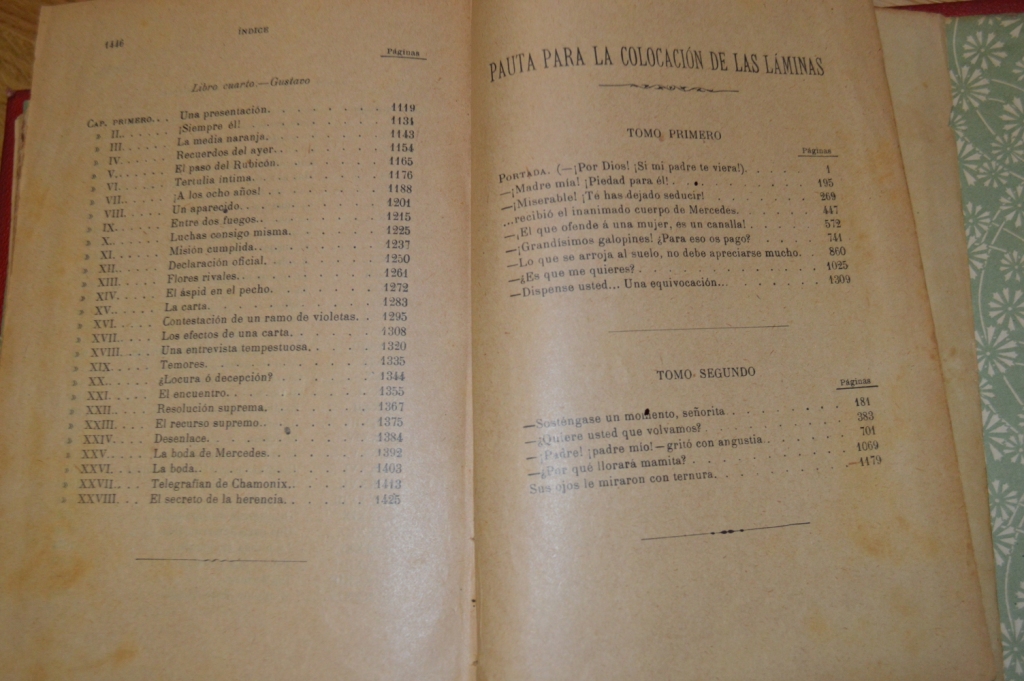 1446
ÍNDICE
Páginas
Libro cuarto.—Gustavo
CAP. PRIMERO... Una presentación. . . . . . . . 1119
» II...... ¡Siempre él! . . . . . . . . 1131
» III..... La media naranja. . . . . . . . 1143
» IV...... Recuerdos del ayer.. . . . . . . 1154
» V....... El paso del Rubicón. . . . . . . 1165
» VI...... Tertulia íntima. . . . . . . . 1176
» VII..... ¡A los ocho años! . . . . . . . 1188
» VIII.... Un aparecido. . . . . . . . 1201
» IX...... Entre dos fuegos. . . . . . . . 1215
» X....... Luchas consigo misma. . . . . . . 1225
» XI...... Misión cumplida.. . . . . . . 1237
» XII..... Declaración oficial. . . . . . . 1250
» XIII.... Flores rivales. . . . . . . . 1261
» XIV..... El áspid en el pecho. . . . . . . 1272
» XV...... La carta. . . . . . . . . 1283
» XVI..... Contestación de un ramo de violetas. . . 1295
» XVII.... Los efectos de una carta. . . . . . 1308
» XVIII... Una entrevista tempestuosa. . . . . 1320
» XIX..... Temores. . . . . . . . . 1335
» XX...... ¿Locura ó decepción? . . . . . . 1344
» XXI..... El encuentro. . . . . . . . 1355
» XXII.... Resolución suprema. . . . . . . 1367
» XXIII... El recurso supremo.. . . . . . . 1375
» XXIV.... Desenlace. . . . . . . . . 1384
» XXV..... La boda de Mercedes. . . . . . . 1392
» XXVI.... La boda. . . . . . . . . 1403
» XXVII... Telegrafían de Chamonix. . . . . . 1413
» XXVIII.. El secreto de la herencia. . . . . . 1425
PAUTA PARA LA COLOCACIÓN DE LAS LÁMINAS
TOMO PRIMERO
Páginas
PORTADA. (—¡Por Dios! ¡Si mi padre te viera!). . . . 1
—¡Madre mía! ¡Piedad para él! . . . . . . . 195
—¡Miserable! ¡Te has dejado seducir! . . . . . . 269
...recibió el inanimado cuerpo de Mercedes. . . . . 447
—¡El que ofende á una mujer, es un canalla! . . . . 572
—¡Grandísimos galopines! ¿Para eso os pago? . . . . 741
—Lo que se arroja al suelo, no debe apreciarse mucho. . 860
—¿Es que me quieres? . . . . . . . . 1025
—Dispense usted... Una equivocación... . . . . . 1309
TOMO SEGUNDO
Páginas
—Sosténgase un momento, señorita. . . . . . . 181
—¿Quiere usted que volvamos? . . . . . . . 383
—¡Padre! ¡padre mío!—gritó con angustia. . . . . . 701
—¿Por qué llorará mamita? . . . . . . . . 1069
Sus ojos le miraron con ternura. . . . . . . 1179